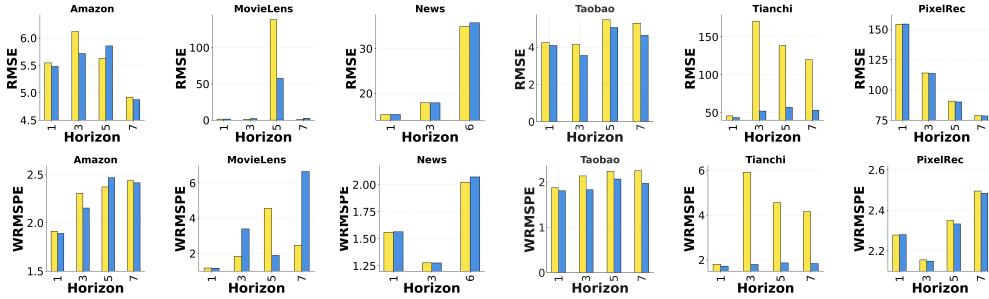 Amazon
MovieLens
News
Taobao
Tianchi
PixelRec
RMSE
6.0
5.5
5.0
4.5
1
3
5
7
Horizon
RMSE
100
50
0
1
3
5
7
Horizon
RMSE
30
20
1
3
6
Horizon
RMSE
4
2
0
1
3
5
7
Horizon
RMSE
150
100
50
1
3
5
7
Horizon
RMSE
150
125
100
75
1
3
5
7
Horizon
Amazon
MovieLens
News
Taobao
Tianchi
PixelRec
WRMSPE
2.5
2.0
1.5
1
3
5
7
Horizon
WRMSPE
6
4
2
1
3
5
7
Horizon
WRMSPE
2.00
1.75
1.50
1.25
1
3
6
Horizon
WRMSPE
2
1
0
1
3
5
7
Horizon
WRMSPE
6
4
2
1
3
5
7
Horizon
WRMSPE
2.6
2.4
2.2
1
3
5
7
Horizon